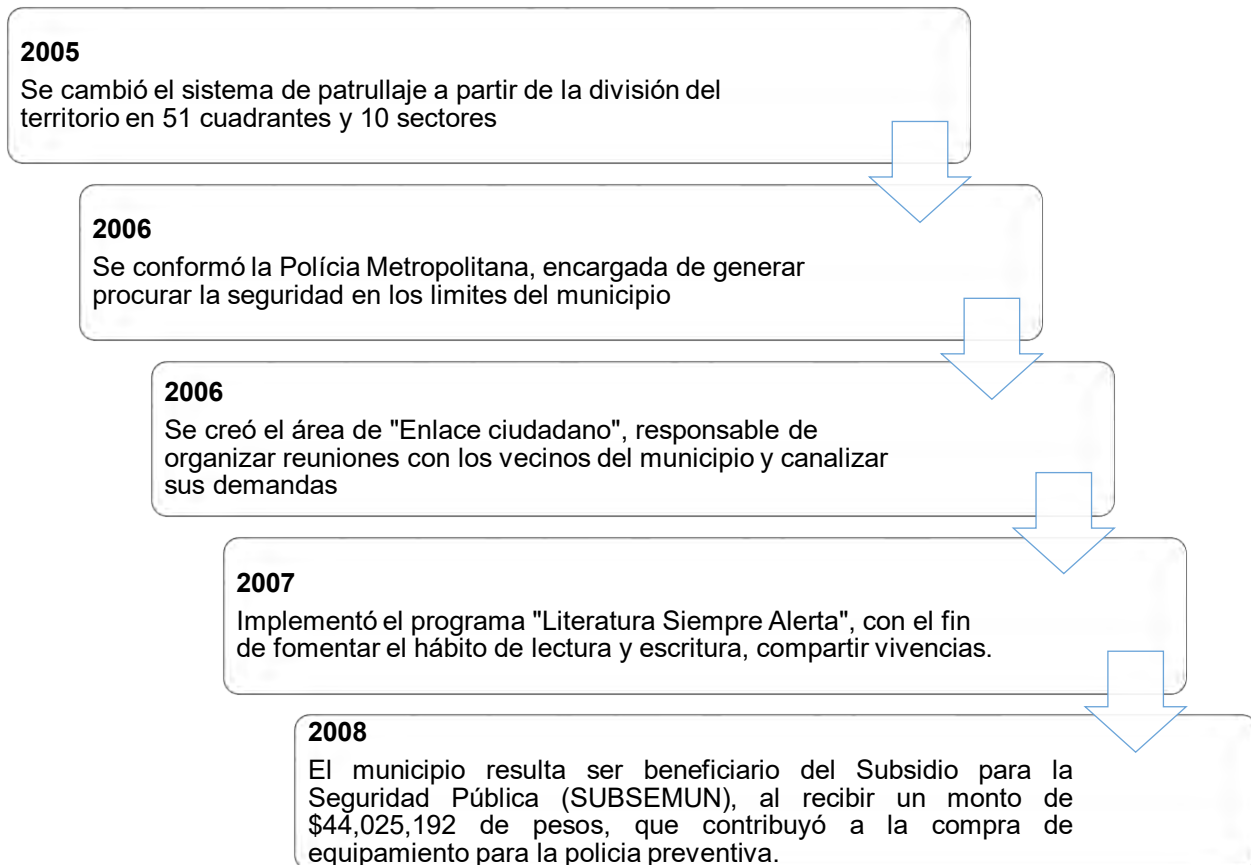 2005
Se cambió el sistema de patrullaje a partir de la división del
territorio en 51 cuadrantes y 10 sectores
2006
Se conformó la Polícia Metropolitana, encargada de generar
procurar la seguridad en los limites del municipio
2006
Se creó el área de "Enlace ciudadano", responsable de
organizar reuniones con los vecinos del municipio y canalizar
sus demandas
2007
Implementó el programa "Literatura Siempre Alerta", con el fin
de fomentar el hábito de lectura y escritura, compartir vivencias.
2008
El municipio resulta ser beneficiario del Subsidio para la
Seguridad Pública (SUBSEMUN), al recibir un monto de
$44,025,192 de pesos, que contribuyó a la compra de
equipamiento para la policia preventiva.